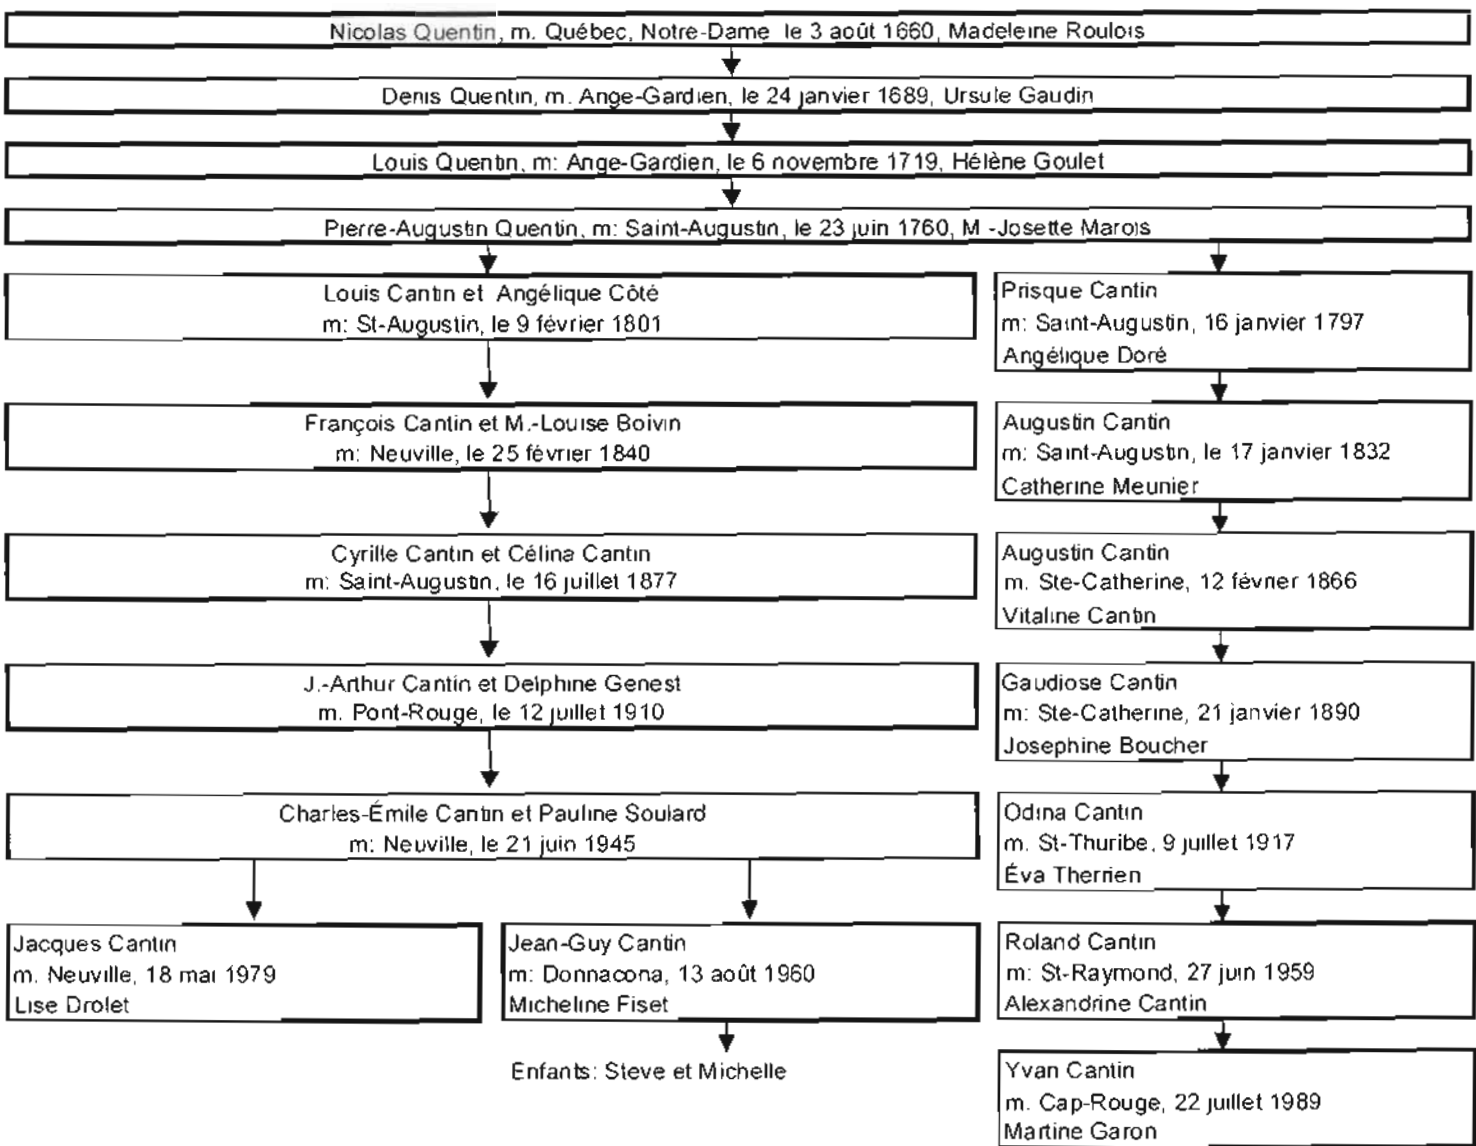 Nicolas Quentin, m. Québec, Notre-Dame le 3 août 1660, Madeleine Roulois
Denis Quentin, m. Ange-Gardien, le 24 janvier 1689, Ursule Gaudin
Louis Quentin, m: Ange-Gardien, le 6 novembre 1719, Hélène Goulet
Pierre-Augustin Quentin, m: Saint-Augustin, le 23 juin 1760, M -Josette Marois
Louis Cantin et Angélique Côté
m: St-Augustin, le 9 février 1801
François Cantin et M.-Louise Boivin
m: Neuville, le 25 février 1840
Cyrille Cantin et Célina Cantin
m: Saint-Augustin, le 16 juillet 1877
J.-Arthur Cantin et Delphine Genest
m. Pont-Rouge, le 12 juillet 1910
Charles-Émile Cantin et Pauline Soulard
m: Neuville, le 21 juin 1945
Jacques Cantin
m. Neuville, 18 mai 1979
Lise Drolet
Jean-Guy Cantin
m: Donnacona, 13 août 1960
Micheline Fiset
Enfants: Steve et Michelle
Prisque Cantin
m: Saint-Augustin, 16 janvier 1797
Angélique Doré
Augustin Cantin
m: Saint-Augustin, le 17 janvier 1832
Catherine Meunier
Augustin Cantin
m. Ste-Catherine, 12 février 1866
Vitaline Cantin
Gaudiose Cantin
m: Ste-Catherine, 21 janvier 1890
Josephine Boucher
Odina Cantin
m. St-Thuribe, 9 juillet 1917
Éva Therrien
Roland Cantin
m: St-Raymond, 27 juin 1959
Alexandrine Cantin
Yvan Cantin
m. Cap-Rouge, 22 juillet 1989
Martine Garon